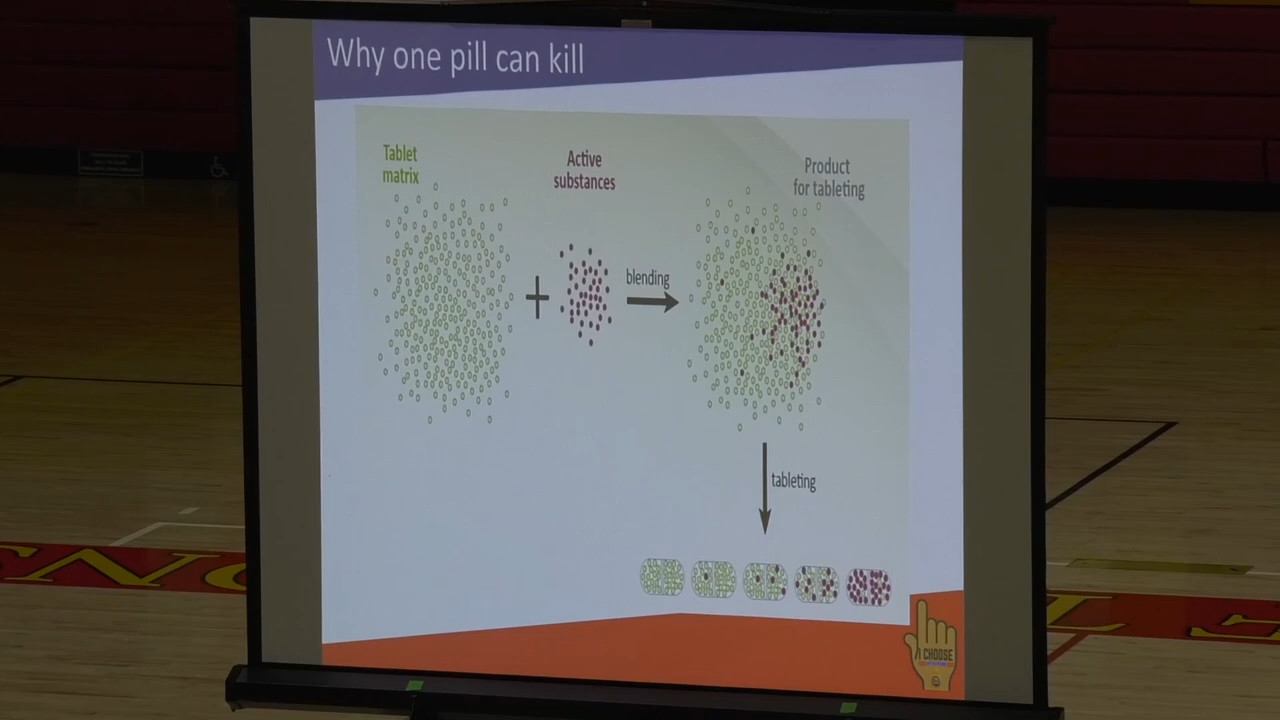 Why one pill can kill
Tablet
matrix
Active
substances
Product
for tableting
blending
tableting
I CHOOSE